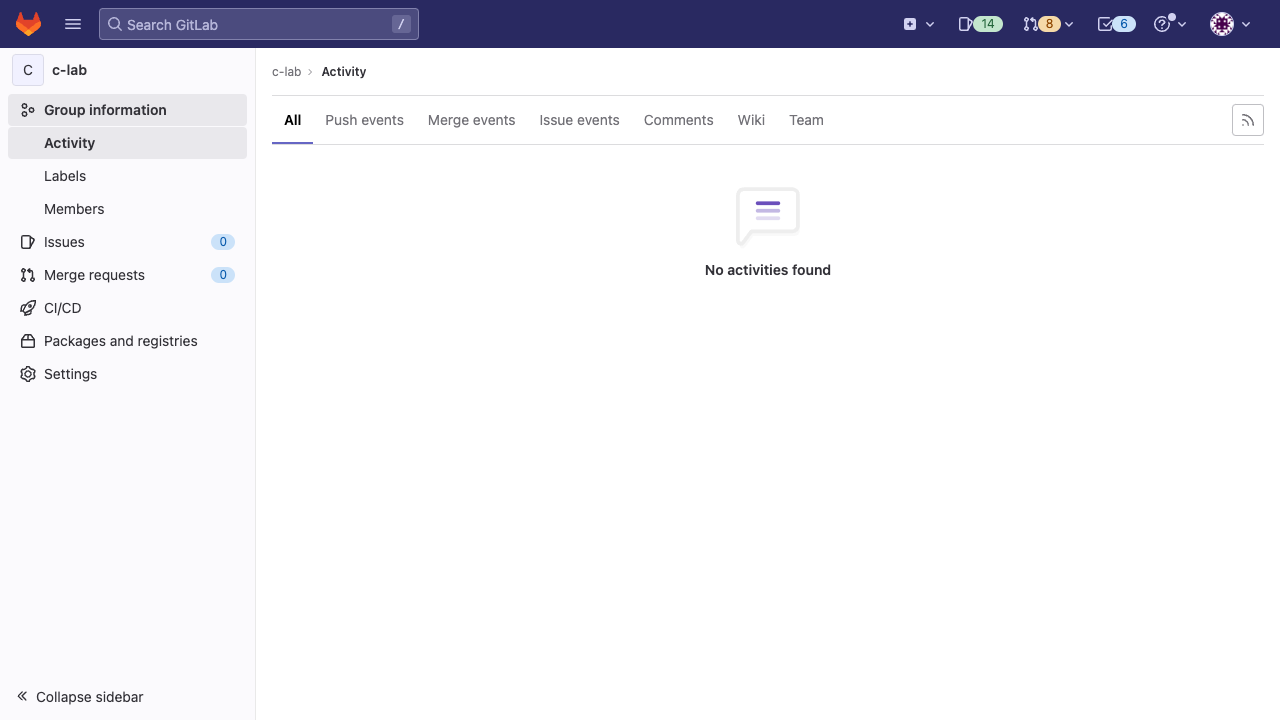 Search GitLab /
14
8
6
C c-lab
Group information
Activity
Labels
Members
Issues 0
Merge requests 0
CI/CD
Packages and registries
Settings
Collapse sidebar
c-lab Activity
All Push events Merge events Issue events Comments Wiki Team
No activities found